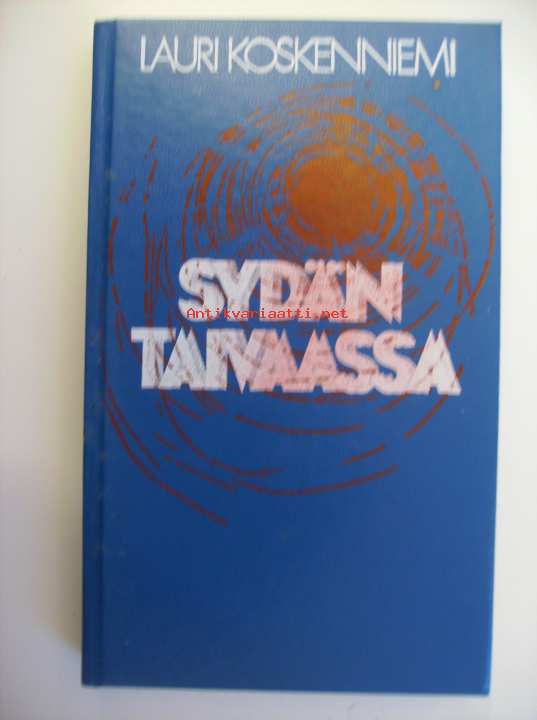 LAURI KOSKENNIEMI
SYDÄN
Antikvariaatti.net
TAIVAASSA